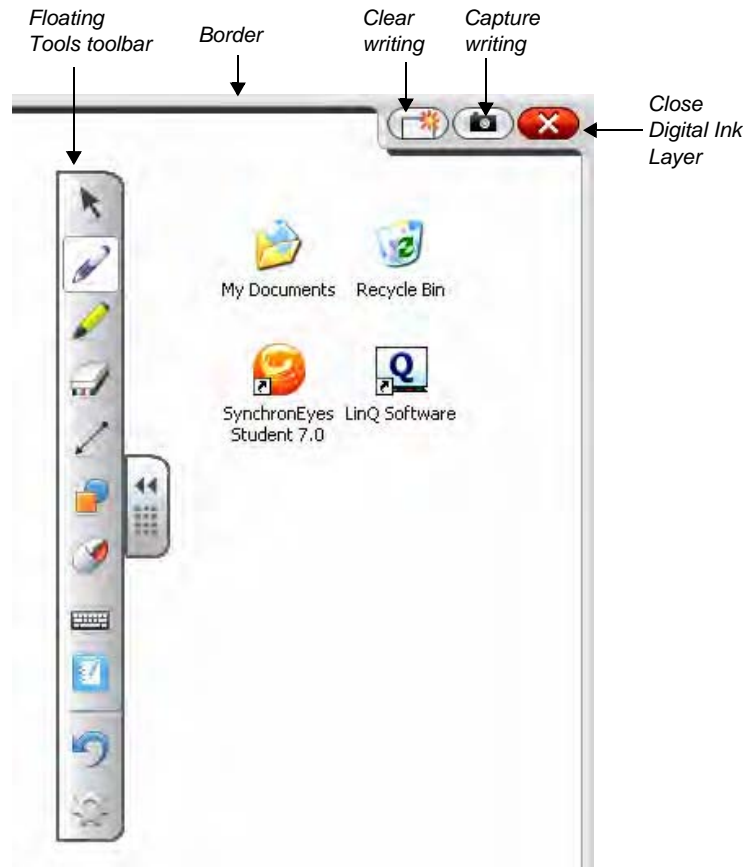 Floating
Tools toolbar
Border
Clear
writing
Capture
writing
Close
Digital Ink
Layer
My Documents
Recycle Bin
SynchronEyes
Student 7.0
Q
LinQ Software